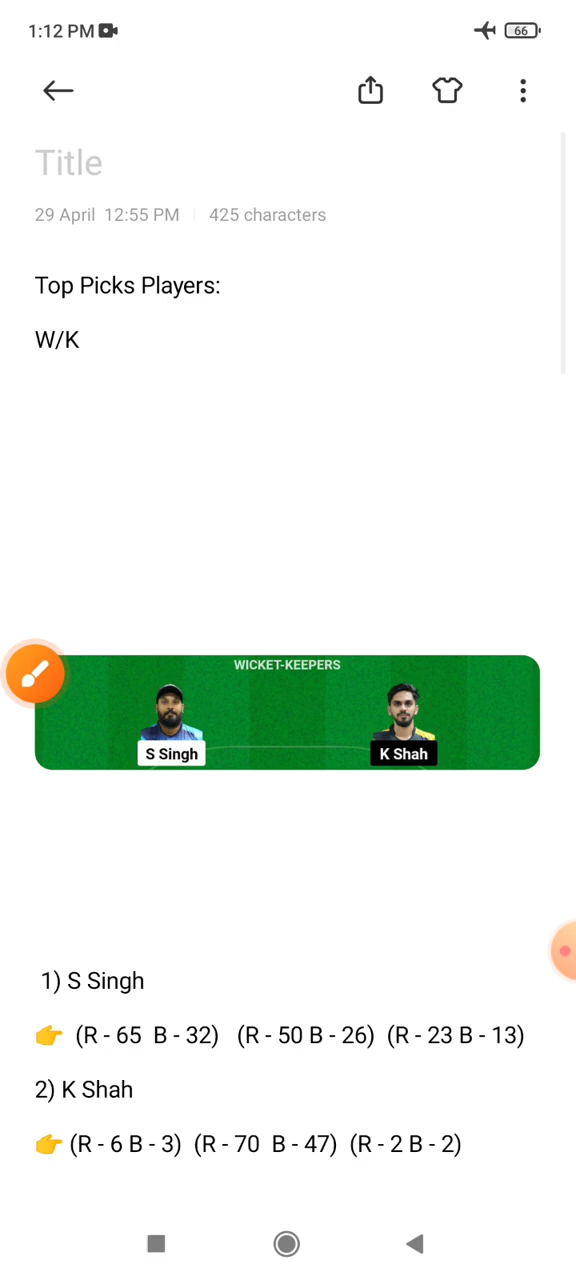 1:12 PM
66
Title
29 April 12:55 PM | 425 characters
Top Picks Players:
W/K
WICKET-KEEPERS
S Singh K Shah
1) S Singh
👉 (R - 65 B - 32) (R - 50 B - 26) (R - 23 B - 13)
2) K Shah
👉 (R - 6 B - 3) (R - 70 B - 47) (R - 2 B - 2)